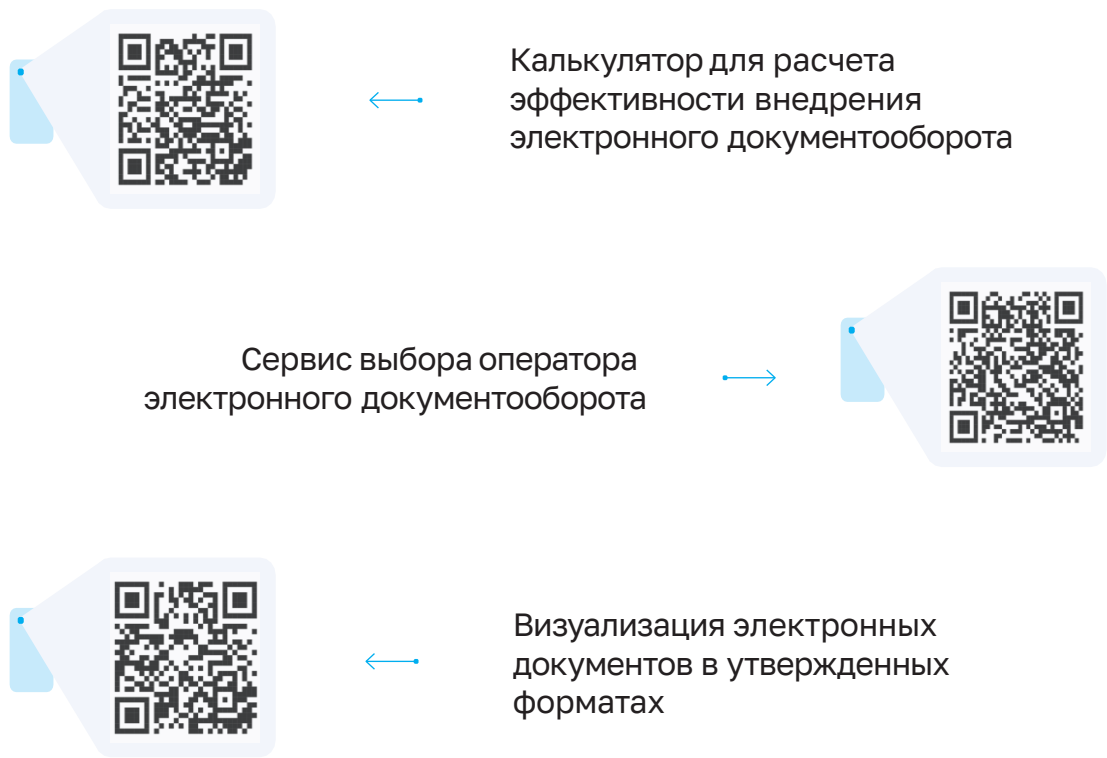 Калькулятор для расчета
эффективности внедрения
электронного документооборота
Сервис выбора оператора
электронного документооборота
Визуализация электронных
документов в утвержденных
форматах